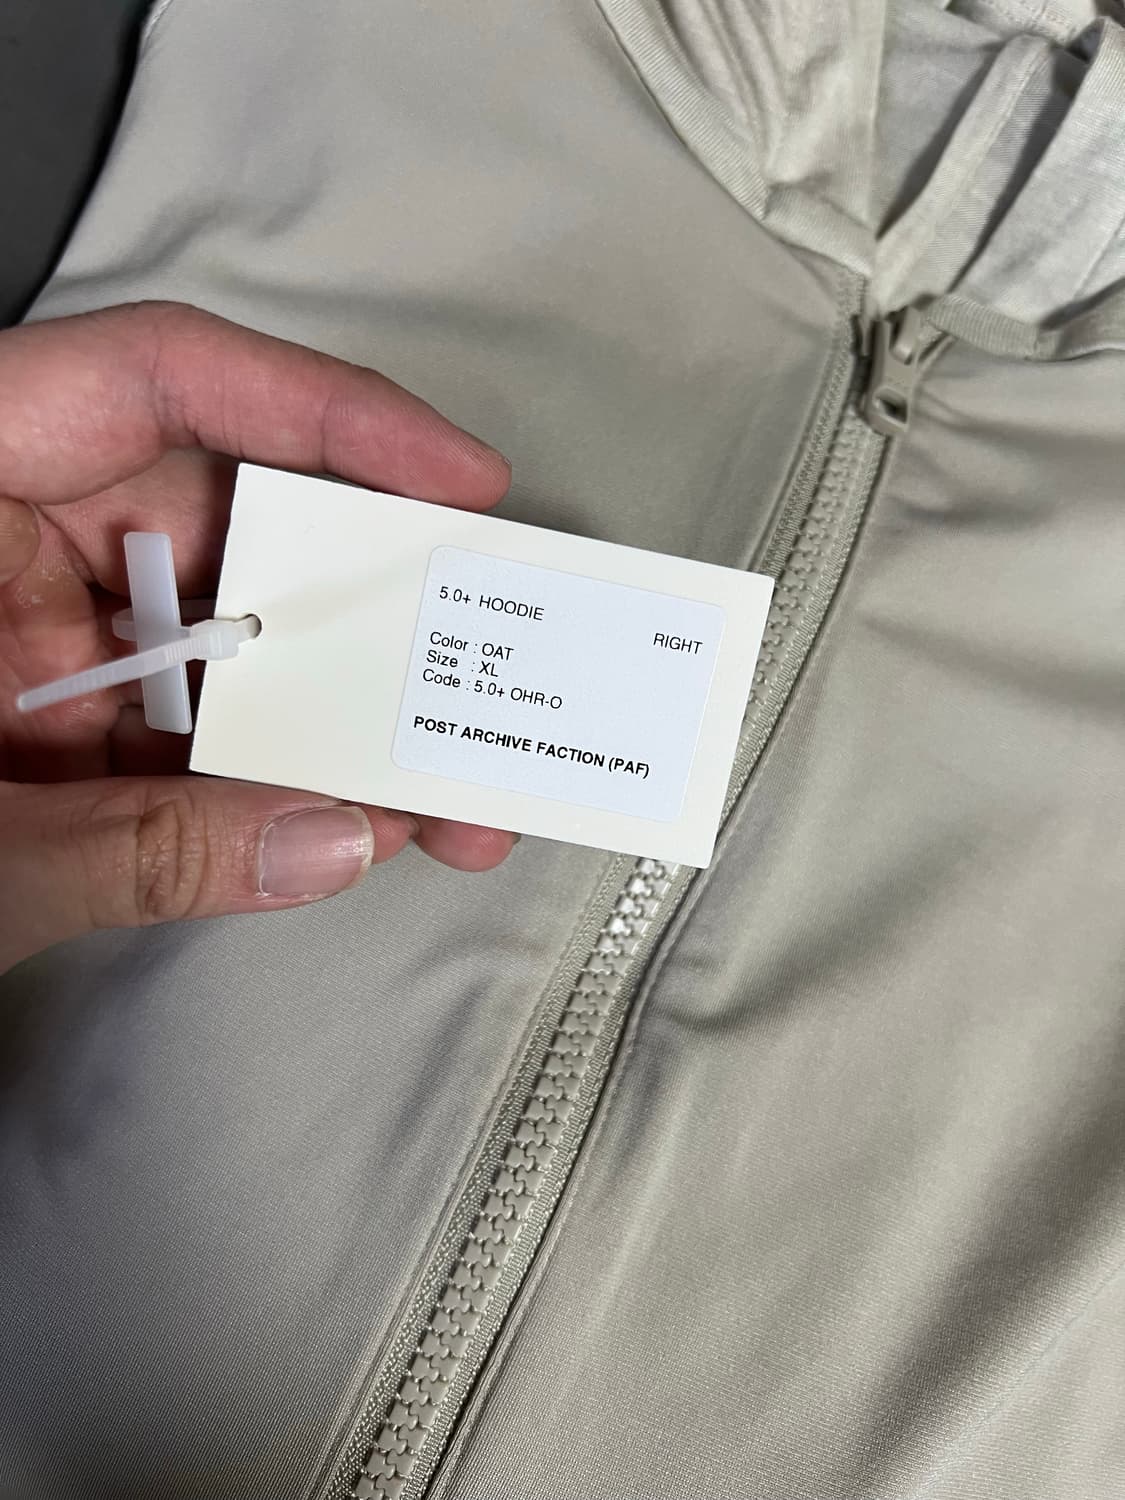 5.0+ HOODIE
RIGHT
Color : OAT
Size : XL
Code : 5.0+ OHR-O
POST ARCHIVE FACTION (PAF)